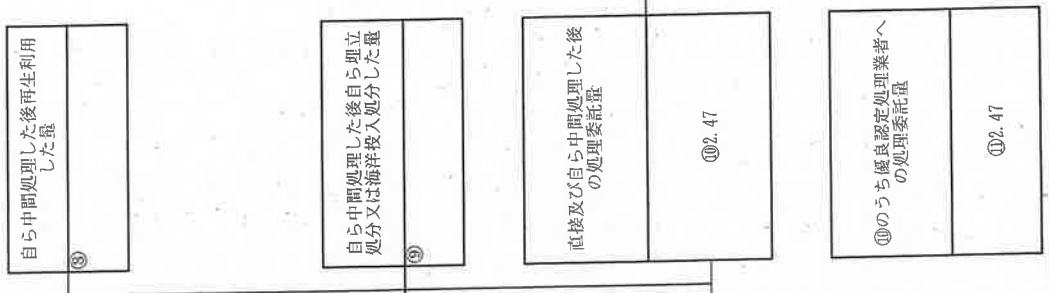 自ら中間処理した後再生利用
した量
⑧
自ら中間処理した後自ら埋立
処分又は海洋投入処分した量
⑨
直接及び自ら中間処理した後
の処理委託量
⑩2.47
⑩のうち優良認定処理業者へ
の処理委託量
⑪2.47